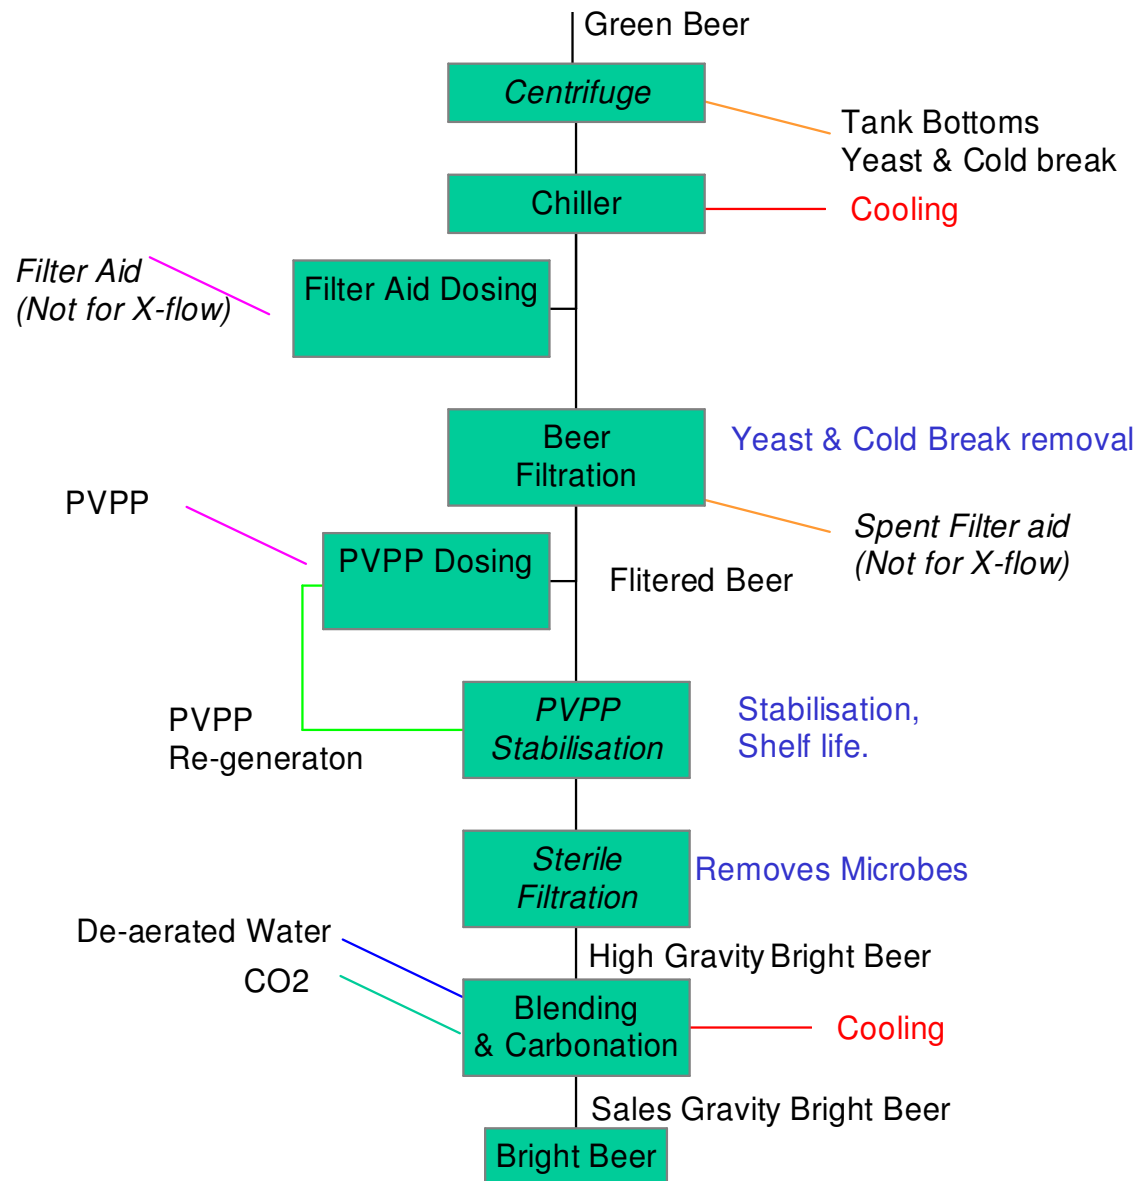 Green Beer
Centrifuge
Tank Bottoms
Yeast & Cold break
Chiller
Cooling
Filter Aid
(Not for X-flow)
Filter Aid Dosing
Beer
Filtration
Yeast & Cold Break removal
PVPP
Spent Filter aid
(Not for X-flow)
PVPP Dosing
Flitered Beer
PVPP
Re-generaton
PVPP
Stabilisation
Stabilisation,
Shelf life.
Sterile
Filtration
Removes Microbes
De-aerated Water
CO2
High Gravity Bright Beer
Blending
& Carbonation
Cooling
Sales Gravity Bright Beer
Bright Beer